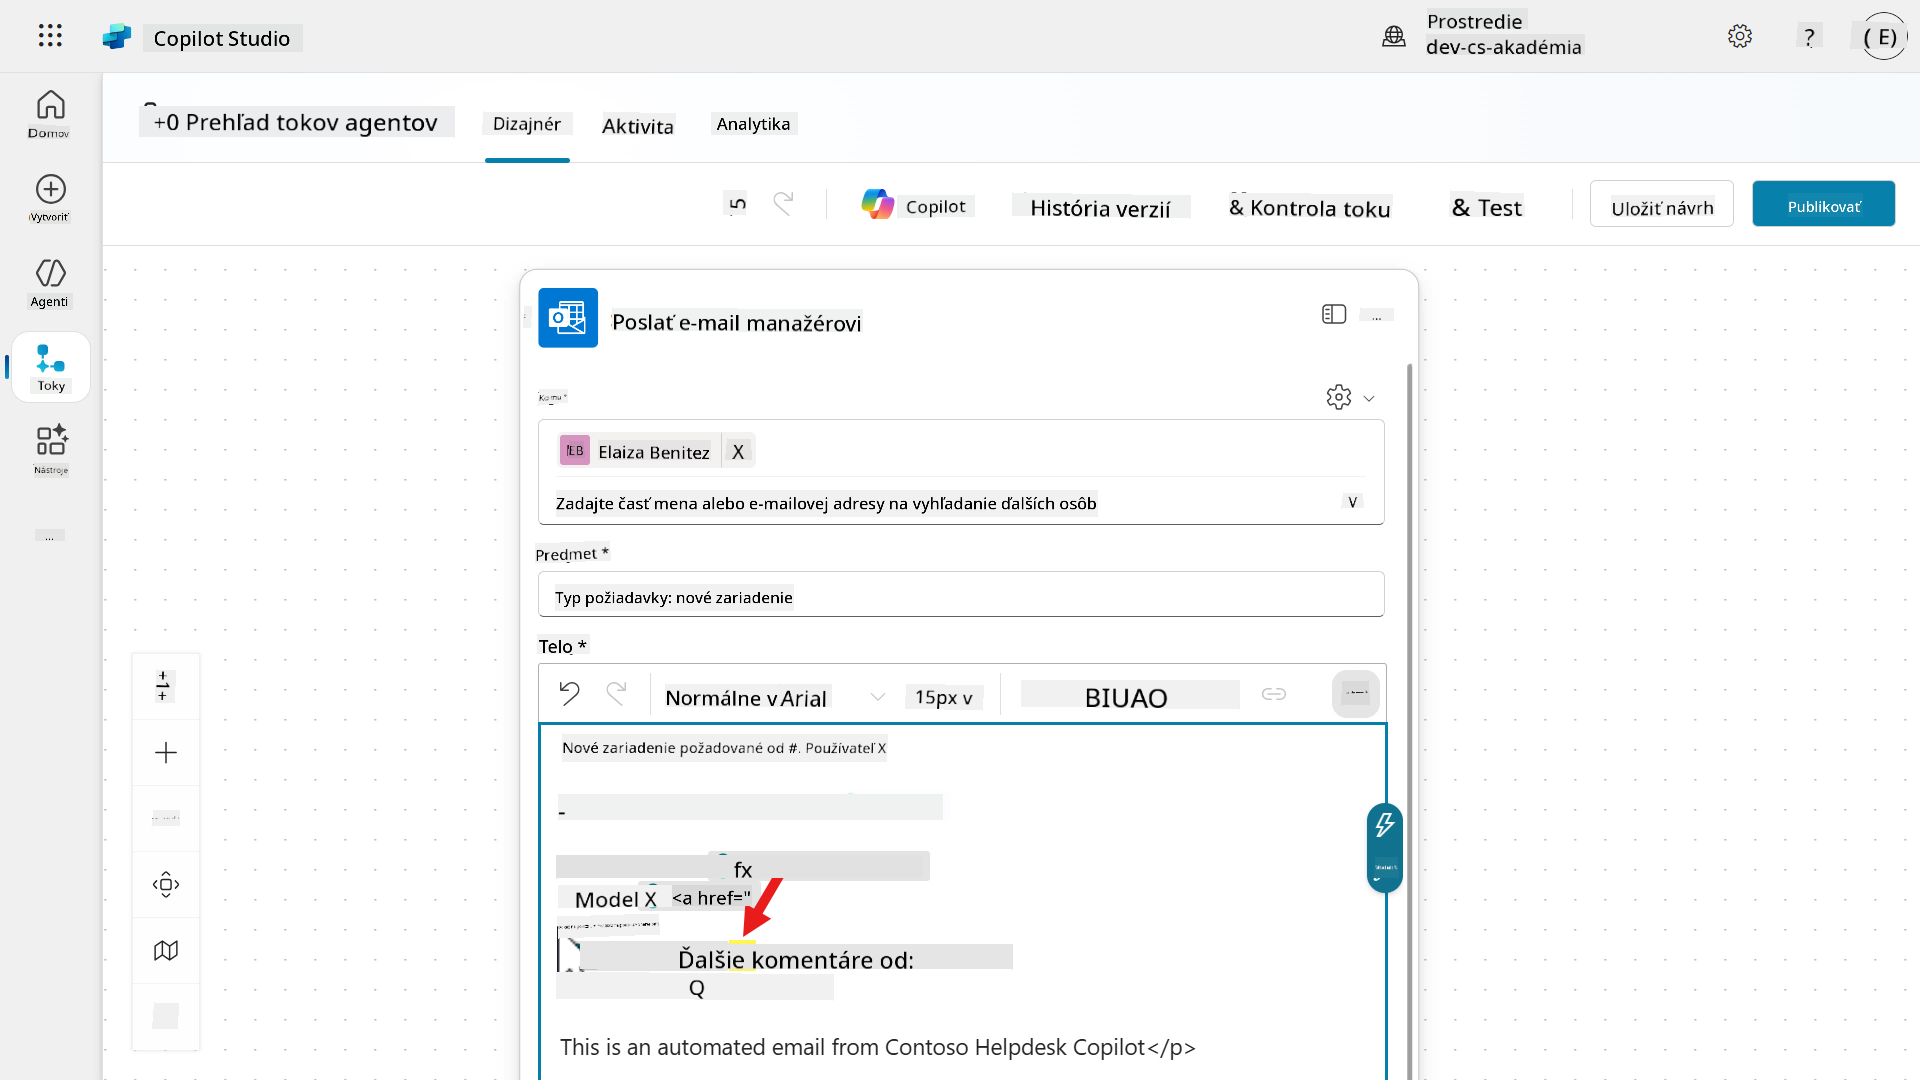 Copilot Studio
Prostredie
dev-cs-akadémia
?
( E)
Domov
Vytvoriť
Agenti
Toky
Nástroje
...
+0 Prehľad tokov agentov
Dizajnér
Aktivita
Analytika
5
Copilot
História verzií
& Kontrola toku
& Test
Uložiť návrh
Publikovať
Poslať e-mail manažérovi
...
Komu *
EB
Elaiza Benitez
X
Zadajte časť mena alebo e-mailovej adresy na vyhľadanie ďalších osôb
V
Predmet *
Typ požiadavky: nové zariadenie
Telo *
Normálne v Arial
15px v
BIUAO
Nové zariadenie požadované od #. Používateľ X
-
fx
Model X
<a href="
Ďalšie komentáre od:
Q
This is an automated email from Contoso Helpdesk Copilot</p>